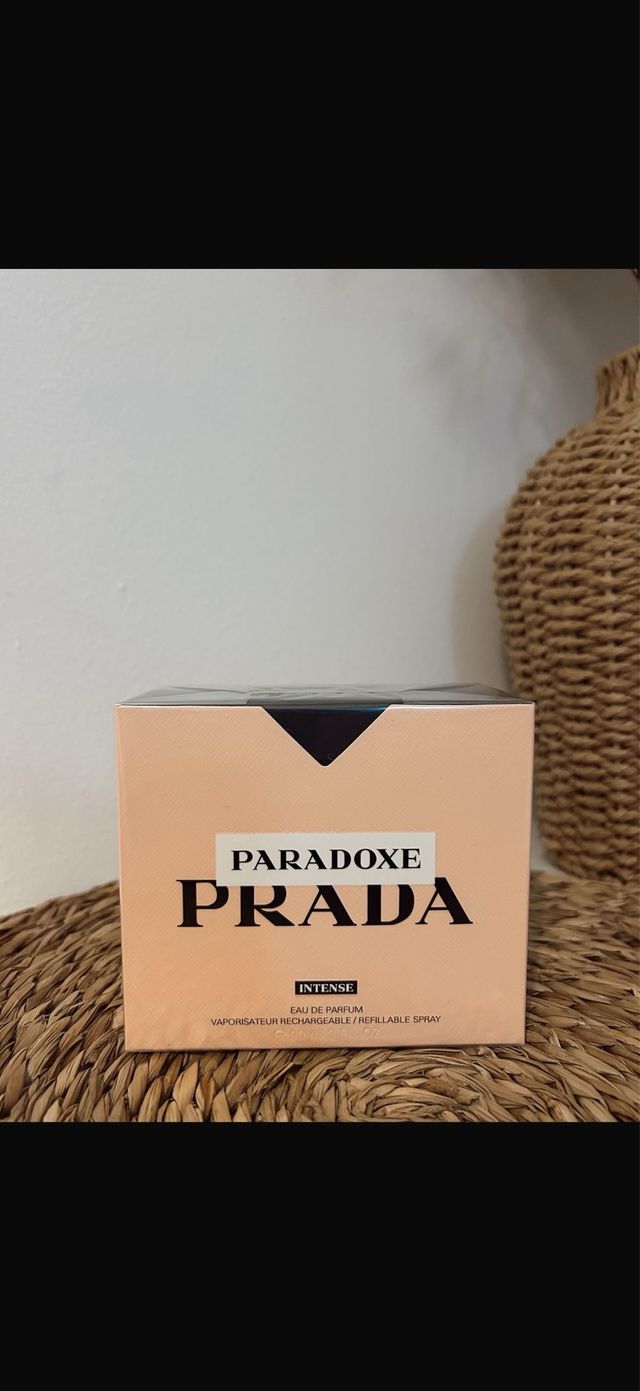 PARADOXE
PRADA
INTENSE
EAU DE PARFUM
VAPORISATEUR RECHARGEABLE / REFILLABLE SPRAY